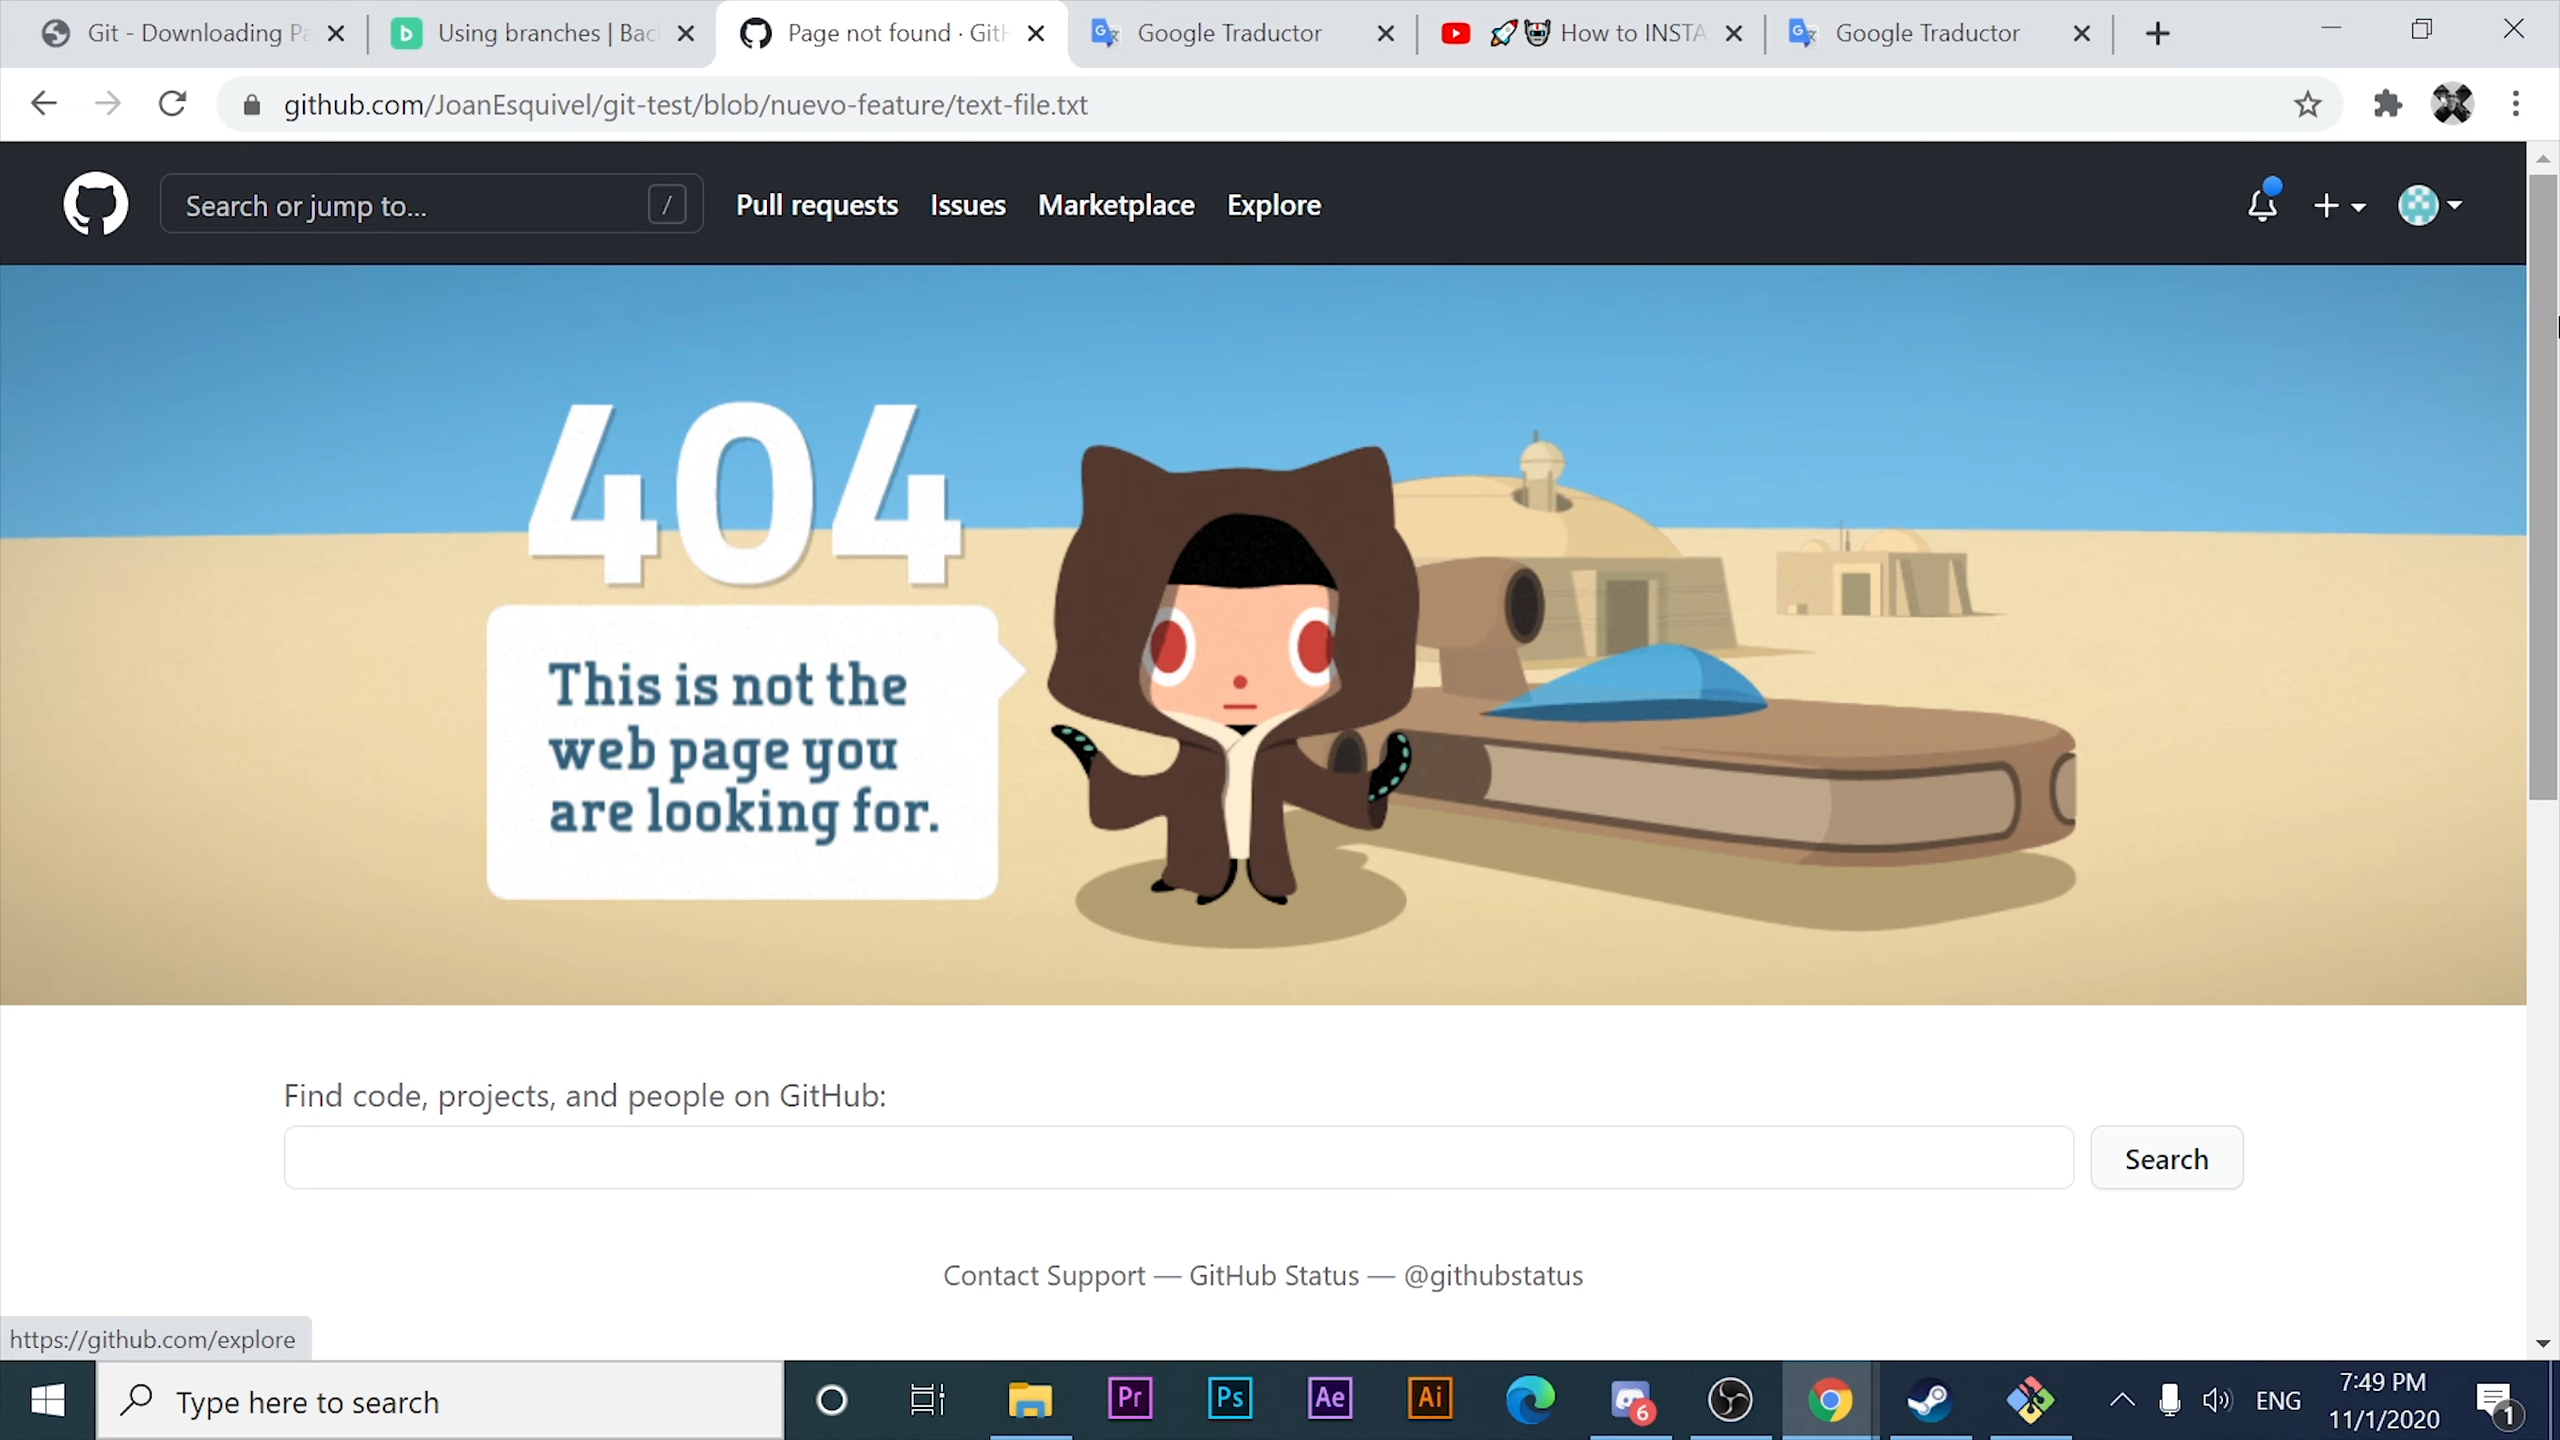 Git - Downloading Pa
Using branches | Bac
Page not found · GitH
Google Traductor
How to INSTA
Google Traductor
github.com/JoanEsquivel/git-test/blob/nuevo-feature/text-file.txt
Search or jump to...
/
Pull requests
Issues
Marketplace
Explore
404
This is not the
web page you
are looking for.
Find code, projects, and people on GitHub:
Search
Contact Support — GitHub Status — @githubstatus
https://github.com/explore
Type here to search
Pr
Ps
Ae
Ai
6
ENG
7:49 PM
11/1/2020
1